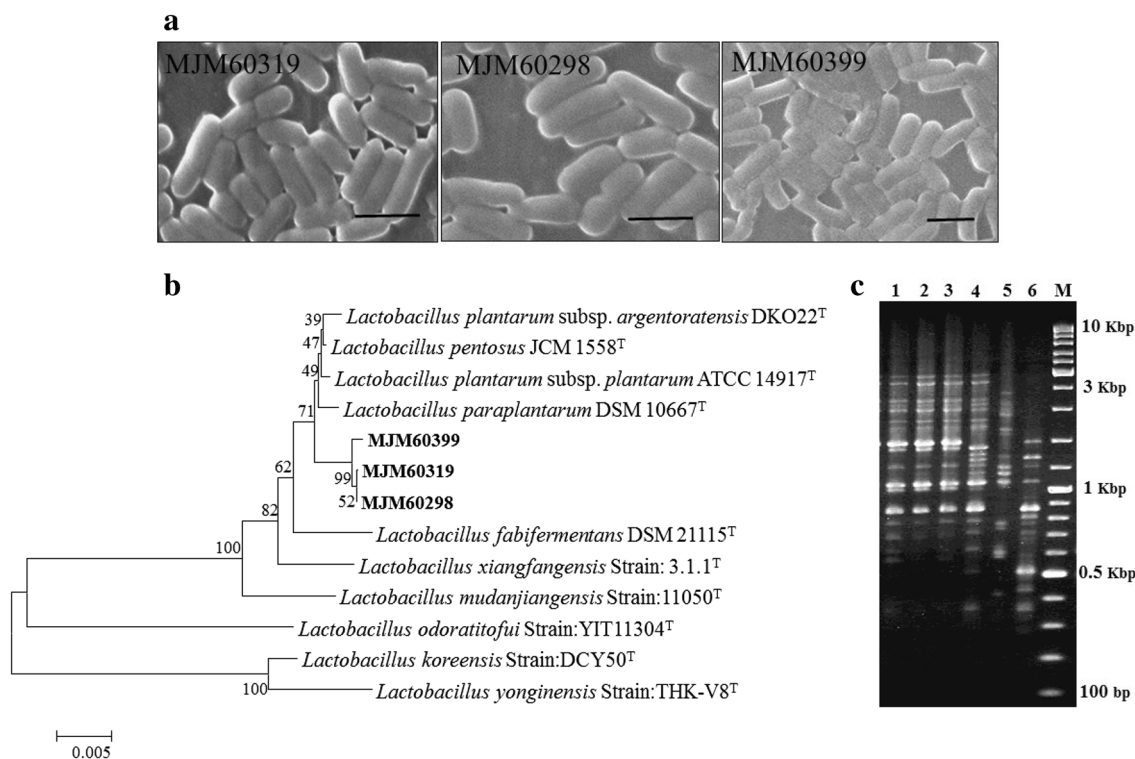 a
MJM60319
MJM60298
MJM60399
b
39
Lactobacillus plantarum subsp. argentoratensis DKO22ᵀ
47
Lactobacillus pentosus JCM 1558ᵀ
49
Lactobacillus plantarum subsp. plantarum ATCC 14917ᵀ
71
Lactobacillus paraplantarum DSM 10667ᵀ
MJM60399
62
99
MJM60319
52
MJM60298
82
Lactobacillus fabifermentans DSM 21115ᵀ
100
Lactobacillus xiangfangensis Strain: 3.1.1ᵀ
Lactobacillus mudanjiangensis Strain:11050ᵀ
Lactobacillus odoratitofui Strain:YIT11304ᵀ
Lactobacillus koreensis Strain:DCY50ᵀ
100
Lactobacillus yonginensis Strain:THK-V8ᵀ
0.005
c
1 2 3 4 5 6 M
10 Kbp
3 Kbp
1 Kbp
0.5 Kbp
100 bp